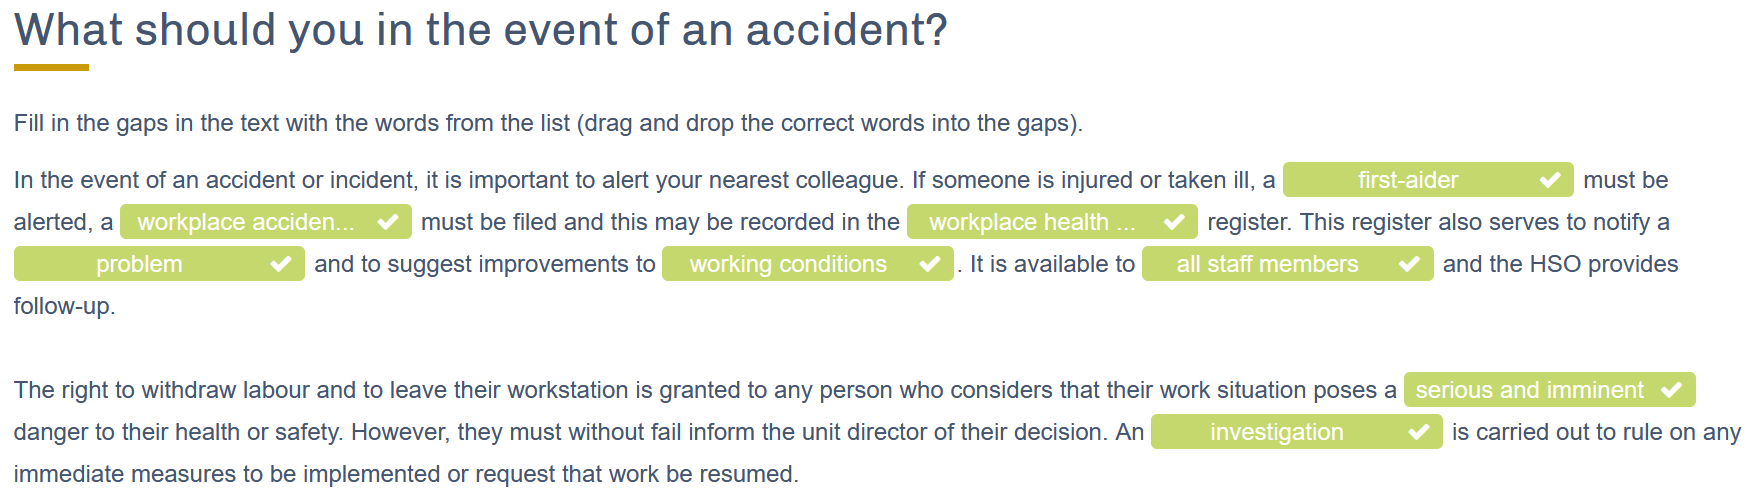 What should you in the event of an accident?
Fill in the gaps in the text with the words from the list (drag and drop the correct words into the gaps).
In the event of an accident or incident, it is important to alert your nearest colleague. If someone is injured or taken ill, a first-aider must be
alerted, a workplace acciden... must be filed and this may be recorded in the workplace health ... register. This register also serves to notify a
problem and to suggest improvements to working conditions . It is available to all staff members and the HSO provides
follow-up.
The right to withdraw labour and to leave their workstation is granted to any person who considers that their work situation poses a serious and imminent
danger to their health or safety. However, they must without fail inform the unit director of their decision. An investigation is carried out to rule on any
immediate measures to be implemented or request that work be resumed.